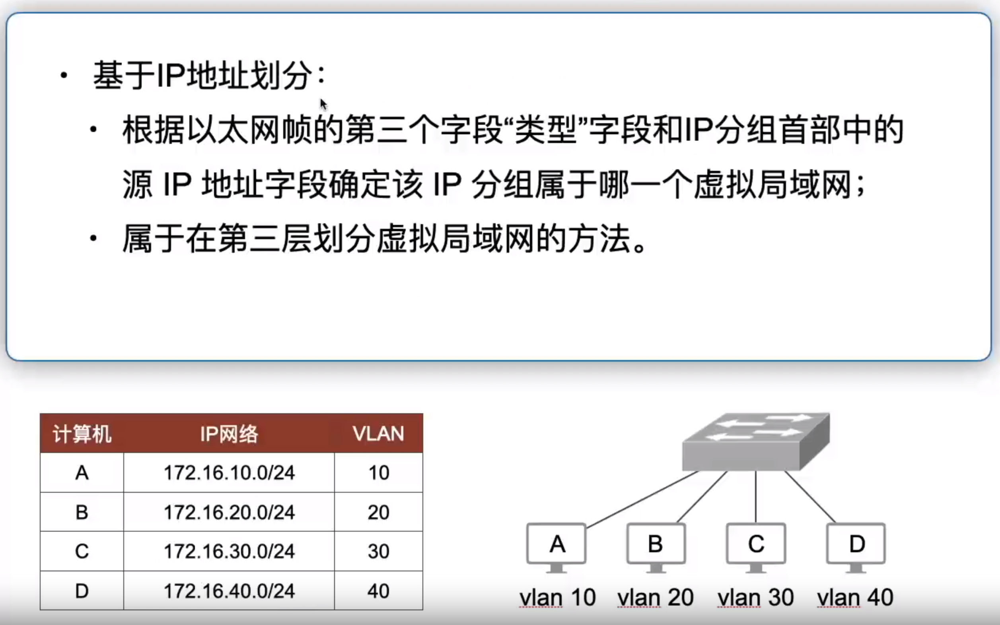 • 基于IP地址划分：
• 根据以太网帧的第三个字段“类型”字段和IP分组首部中的
源 IP 地址字段确定该 IP 分组属于哪一个虚拟局域网；
• 属于在第三层划分虚拟局域网的方法。
计算机 IP网络 VLAN
A 172.16.10.0/24 10
B 172.16.20.0/24 20
C 172.16.30.0/24 30
D 172.16.40.0/24 40
A B C D
vlan 10 vlan 20 vlan 30 vlan 40